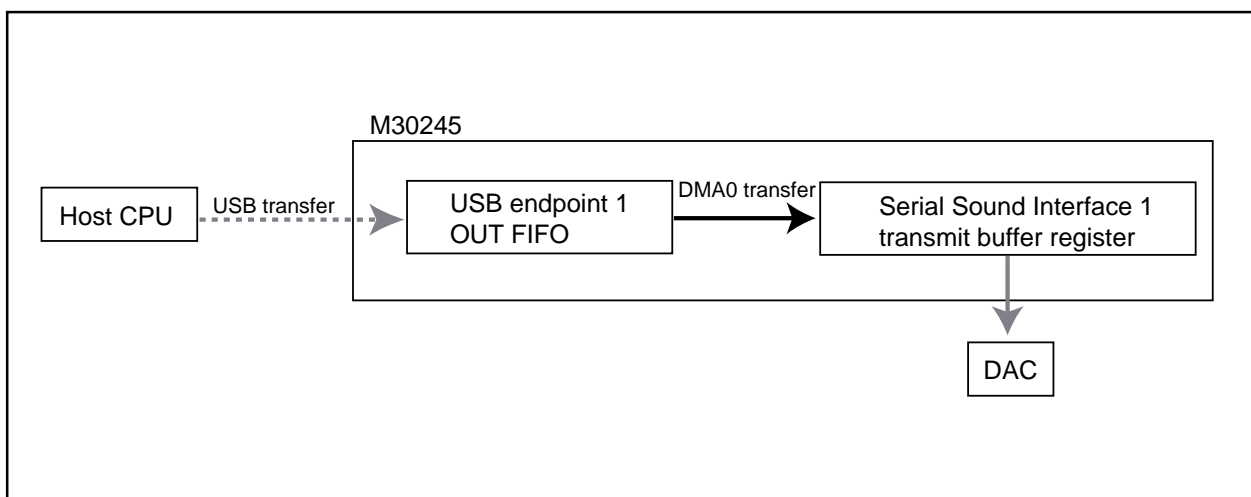 M30245
Host CPU
USB transfer
USB endpoint 1
OUT FIFO
DMA0 transfer
Serial Sound Interface 1
transmit buffer register
DAC